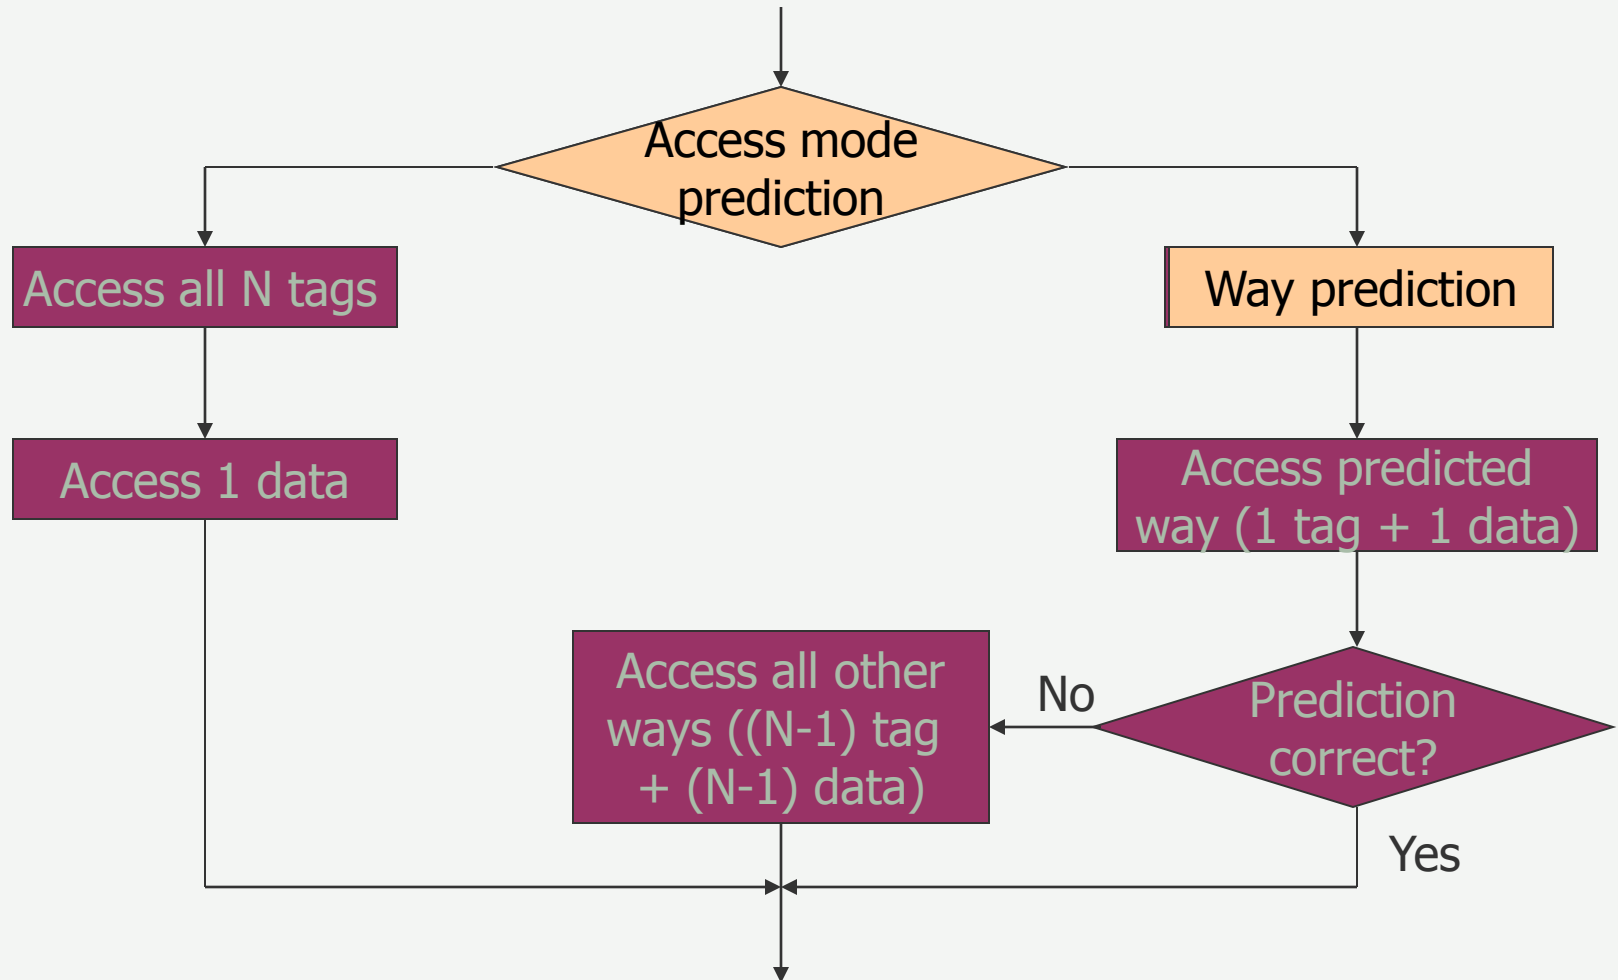 Access mode
prediction
Access all N tags
Way prediction
Access 1 data
Access predicted
way (1 tag + 1 data)
Access all other
ways ((N-1) tag
+ (N-1) data)
No
Prediction
correct?
Yes